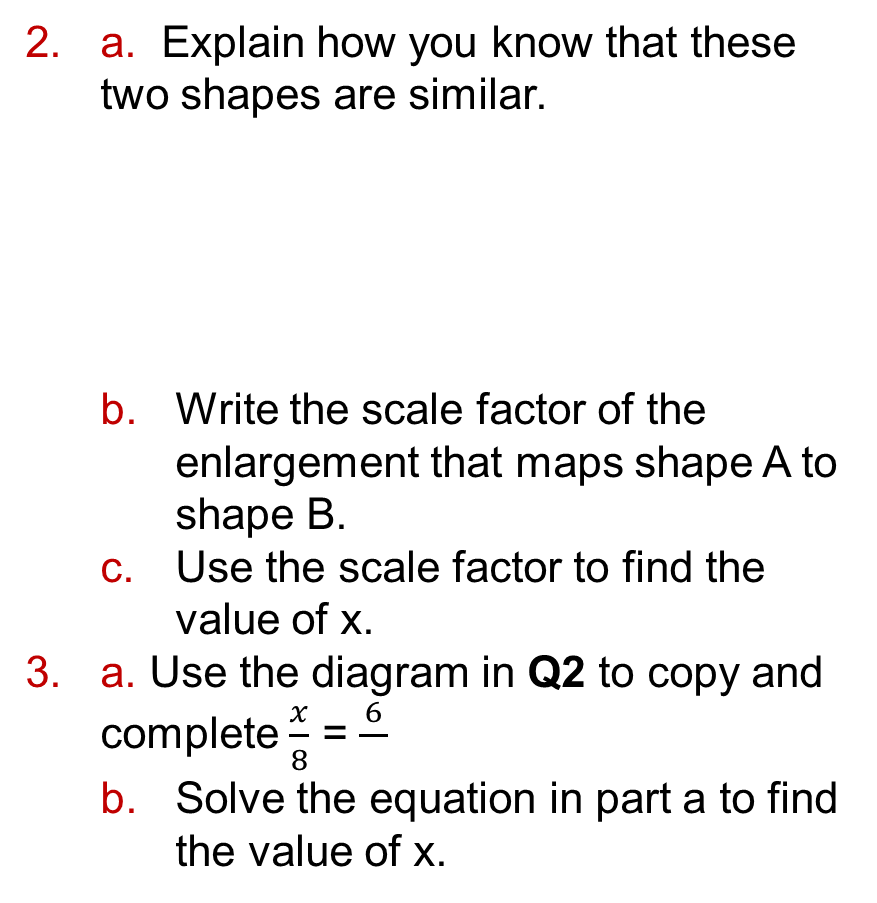 2. a. Explain how you know that these
two shapes are similar.
b. Write the scale factor of the
enlargement that maps shape A to
shape B.
c. Use the scale factor to find the
value of x.
3. a. Use the diagram in Q2 to copy and
complete x/8 = 6/
b. Solve the equation in part a to find
the value of x.